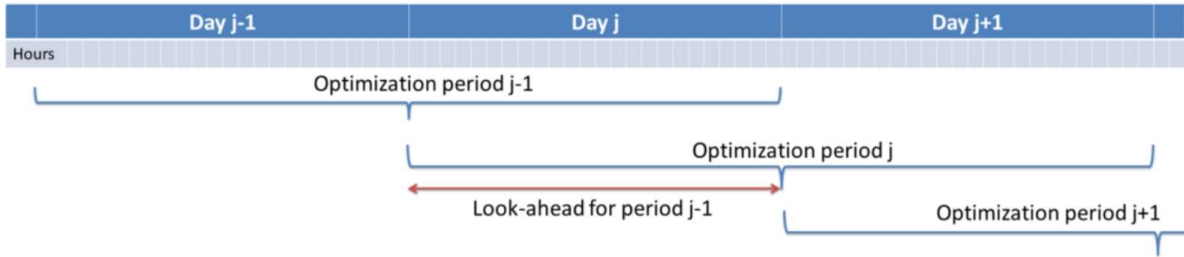 Day j-1 Day j Day j+1
Hours
Optimization period j-1
Optimization period j
Look-ahead for period j-1
Optimization period j+1